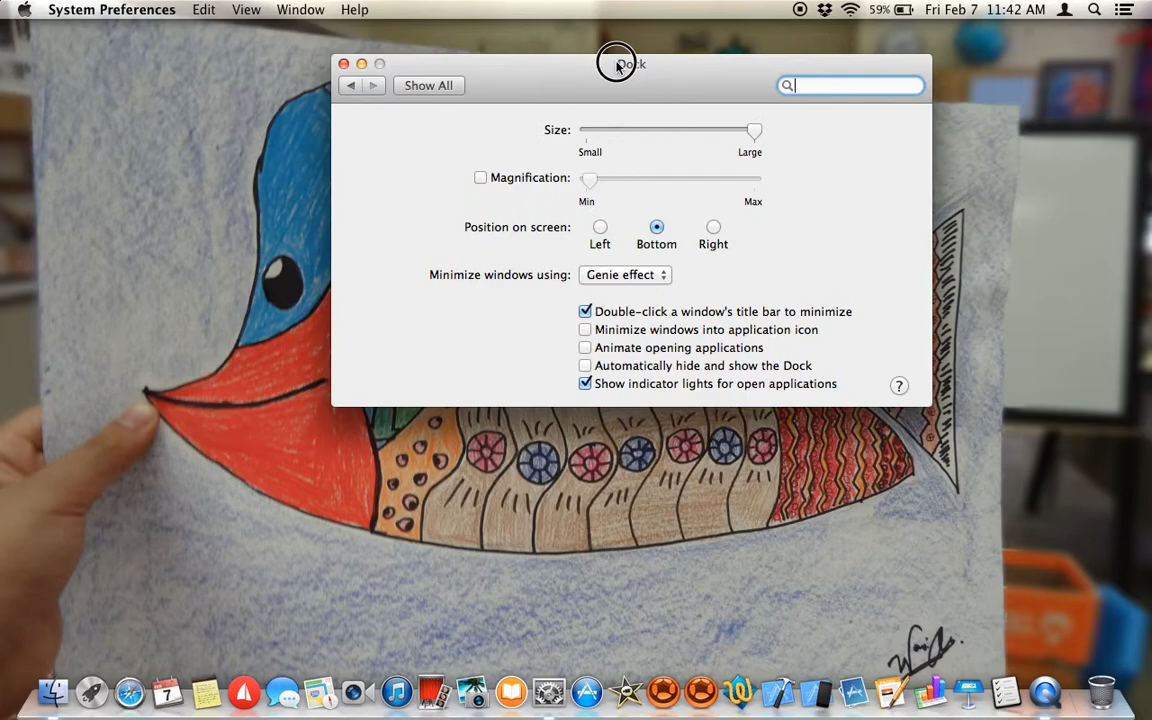 System Preferences Edit View Window Help 59% Fri Feb 7 11:42 AM
Dock
Show All
Size:
Small Large
Magnification:
Min Max
Position on screen:
Left Bottom Right
Minimize windows using: Genie effect
Double-click a window's title bar to minimize
Minimize windows into application icon
Animate opening applications
Automatically hide and show the Dock
Show indicator lights for open applications
?
7